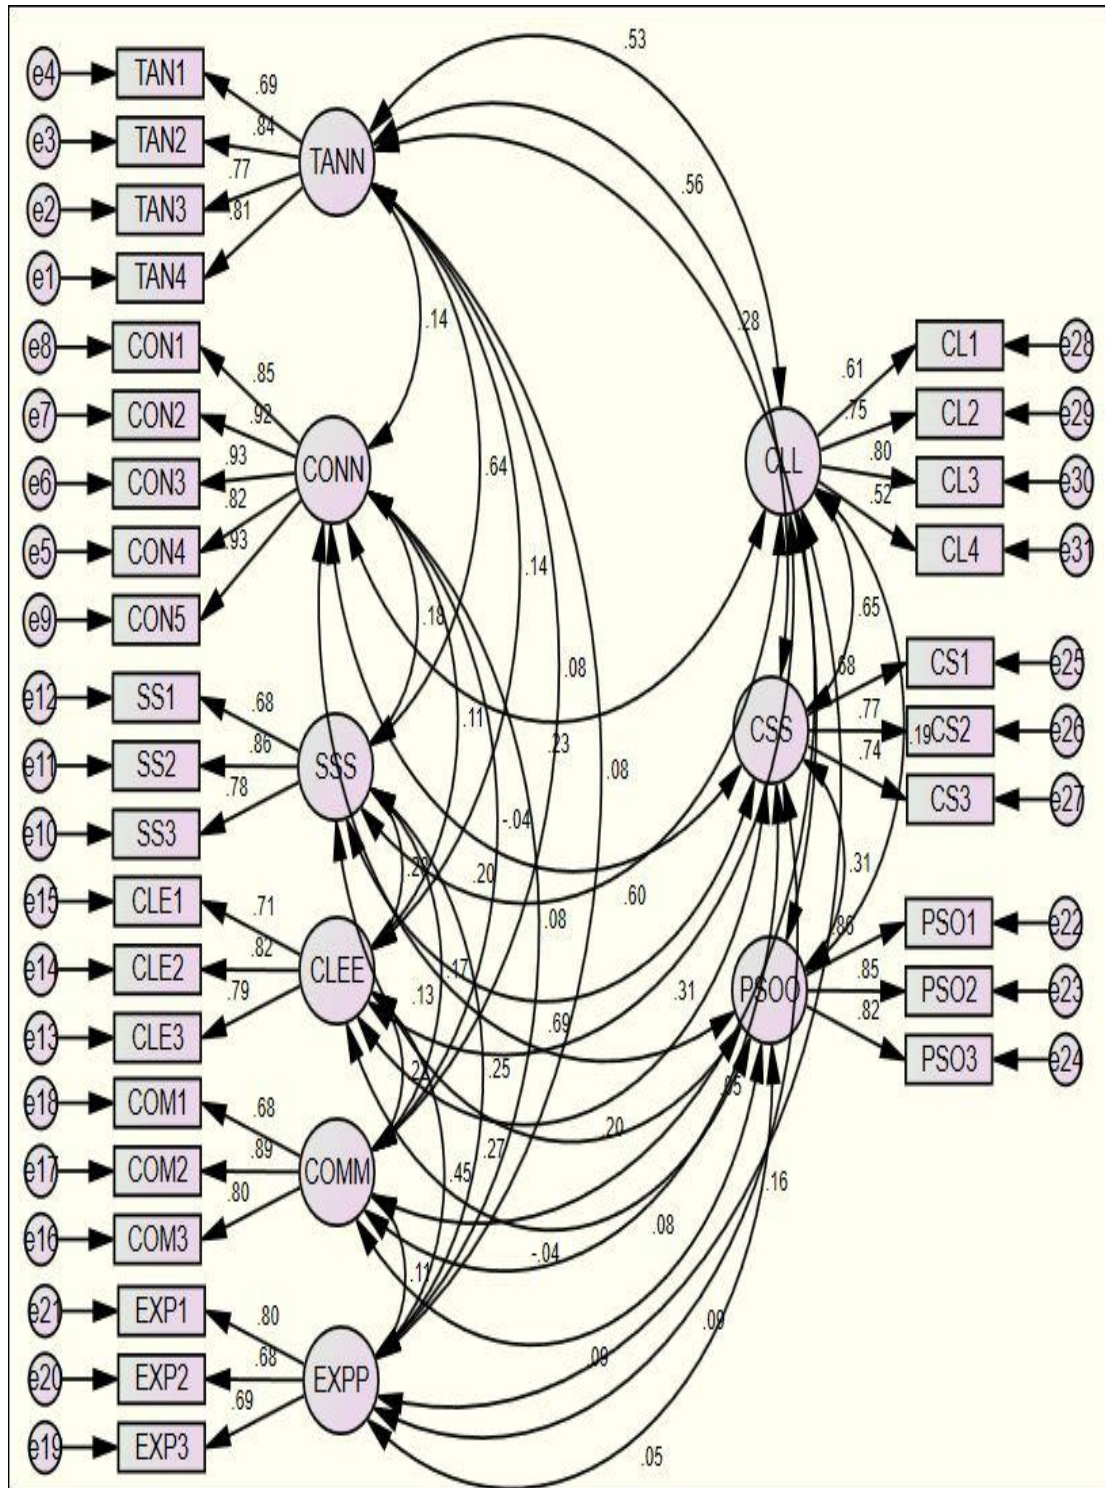 .53
e4 TAN1 .69
e3 TAN2 .84
TANN
e2 TAN3 .77
.56
e1 TAN4 .81
.14
.28
e8 CON1 .85
CL1 e28
.61
e7 CON2 .92
CL2 e29
.75
CONN
.64
CLL
e6 CON3 .93
.80
CL3 e30
e5 CON4 .82
.52
CL4 e31
.93
.14
e9 CON5
.18
.65
e12 SS1 .68
.08
.68
CS1 e25
.11
.23
.77
CSS
.19
CS2 e26
e11 SS2 .86
SSS
.08
.74
e10 SS3 .78
CS3 e27
-.04
.20
.60
.31
e15 CLE1 .71
.08
.86
PSO1 e22
e14 CLE2 .82
CLEE
.17
.13
.31
PSOO
.85
PSO2 e23
e13 CLE3 .79
.69
.82
PSO3 e24
.25
e18 COM1 .68
.20
e17 COM2 .89
COMM
.45
.27
.16
e16 COM3 .80
.08
-.04
.11
e21 EXP1 .80
.09
.09
e20 EXP2 .68
EXPP
e19 EXP3 .69
.05